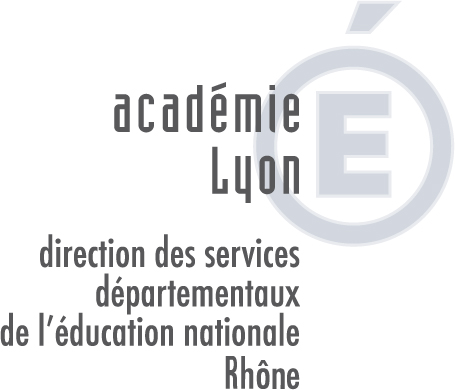 académie
Lyon
É
direction des services
départementaux
de l'éducation nationale
Rhône